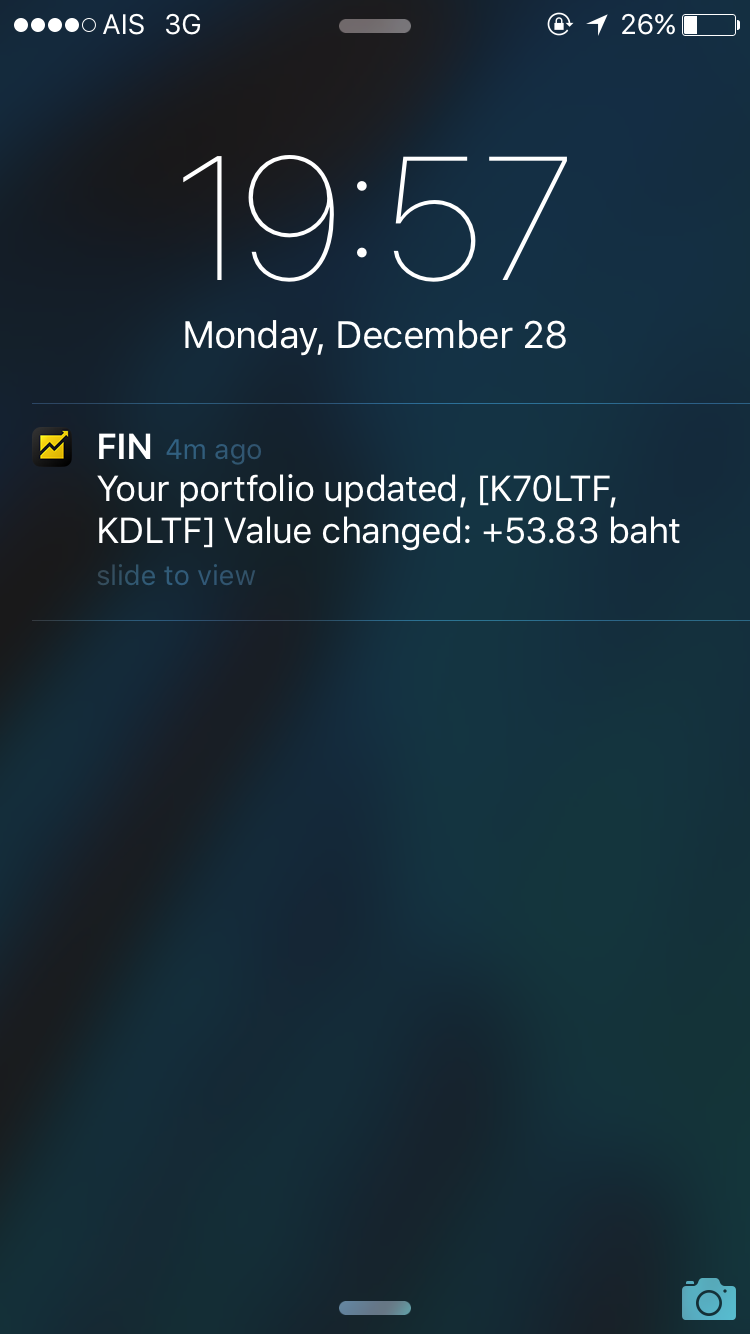 AIS 3G 26%
19:57
Monday, December 28
FIN 4m ago
Your portfolio updated, [K70LTF,
KDLTF] Value changed: +53.83 baht
slide to view